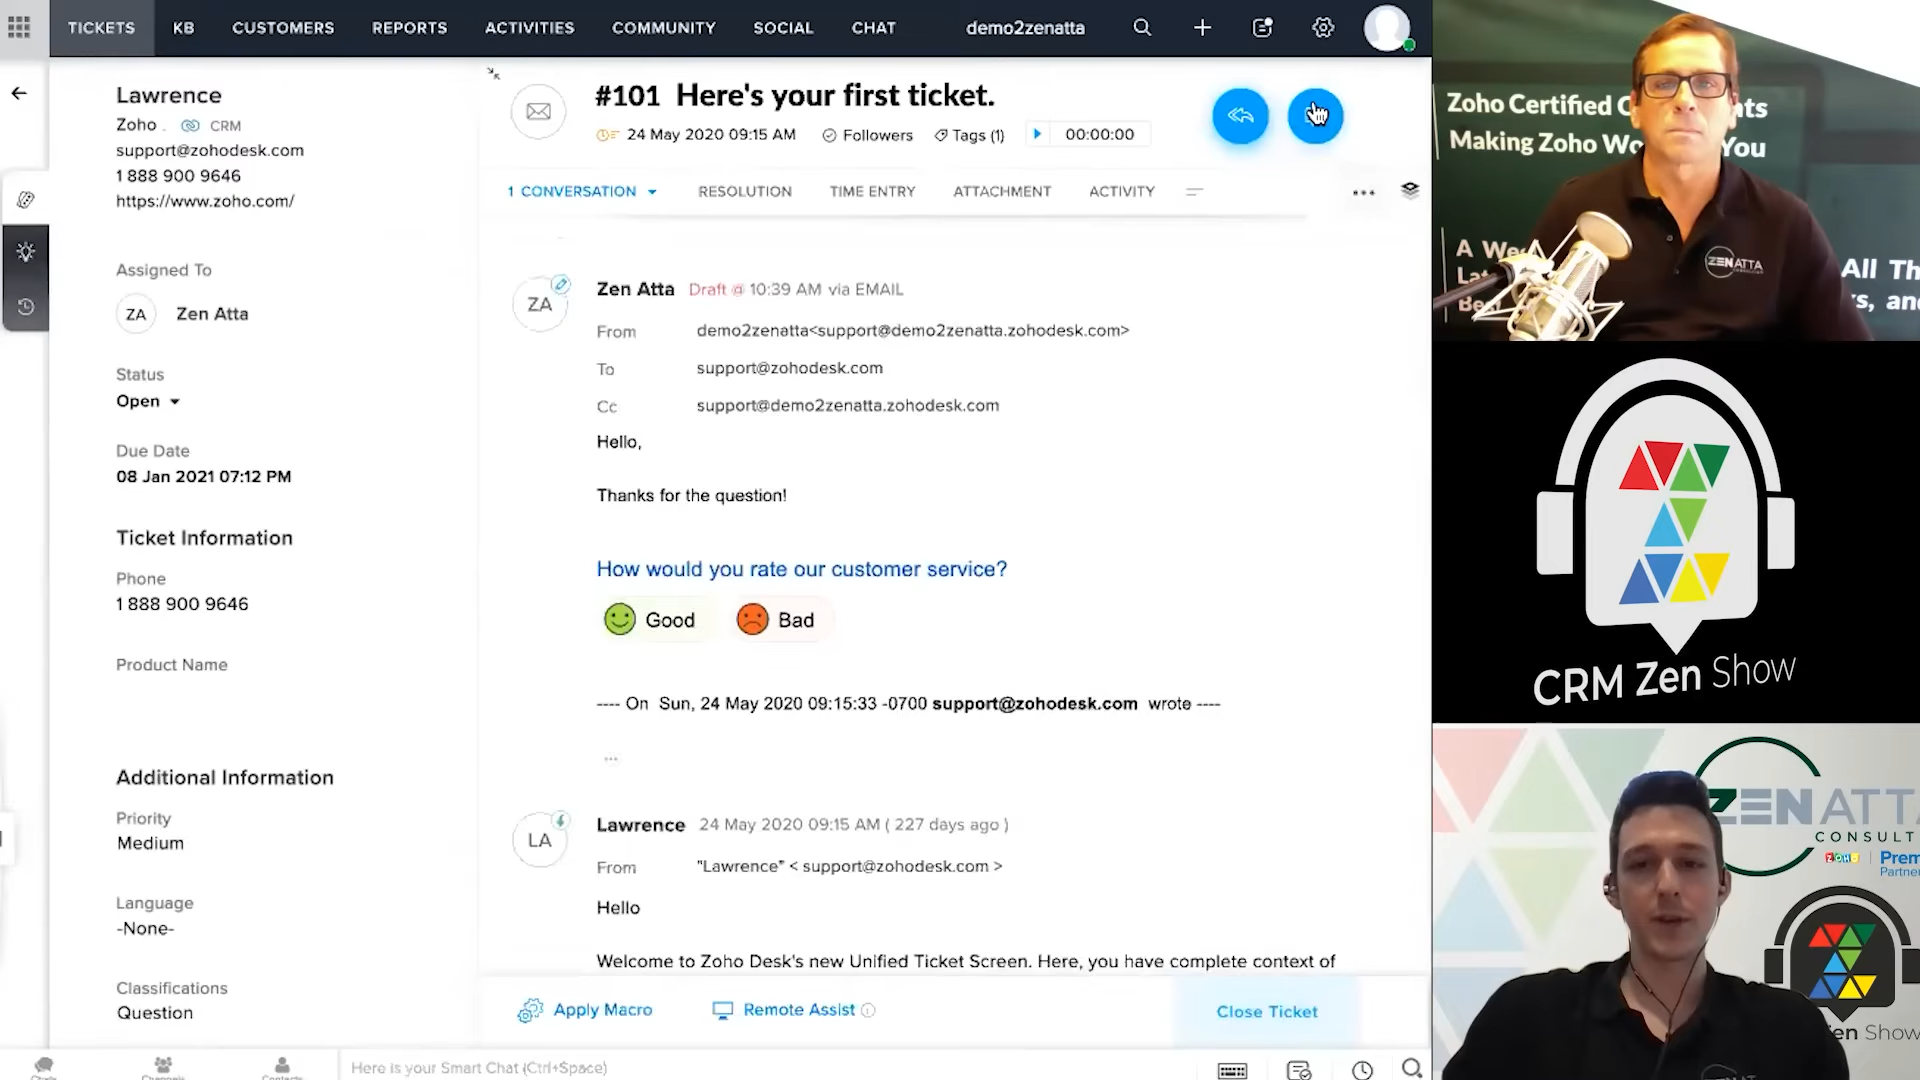 TICKETS KB CUSTOMERS REPORTS ACTIVITIES COMMUNITY SOCIAL CHAT demo2zenatta
Lawrence
Zoho . CRM
support@zohodesk.com
1 888 900 9646
https://www.zoho.com/
Assigned To
ZA Zen Atta
Status
Open
Due Date
08 Jan 2021 07:12 PM
Ticket Information
Phone
1 888 900 9646
Product Name
Additional Information
Priority
Medium
Language
-None-
Classifications
Question
#101 Here's your first ticket.
24 May 2020 09:15 AM Followers Tags (1) 00:00:00
1 CONVERSATION RESOLUTION TIME ENTRY ATTACHMENT ACTIVITY
ZA Zen Atta Draft @ 10:39 AM via EMAIL
From demo2zenatta<support@demo2zenatta.zohodesk.com>
To support@zohodesk.com
Cc support@demo2zenatta.zohodesk.com
Hello,
Thanks for the question!
How would you rate our customer service?
Good Bad
---- On Sun, 24 May 2020 09:15:33 -0700 support@zohodesk.com wrote ----
...
LA Lawrence 24 May 2020 09:15 AM ( 227 days ago )
From "Lawrence" < support@zohodesk.com >
Hello
Welcome to Zoho Desk's new Unified Ticket Screen. Here, you have complete context of
Apply Macro Remote Assist Close Ticket
Chats Channels Contacts Here is your Smart Chat (Ctrl+Space)
Zoho Certified
Making Zoho You
A
All
ZENATTA
CRM Zen Show
ZENATTA
ZOHO
Partner
Show